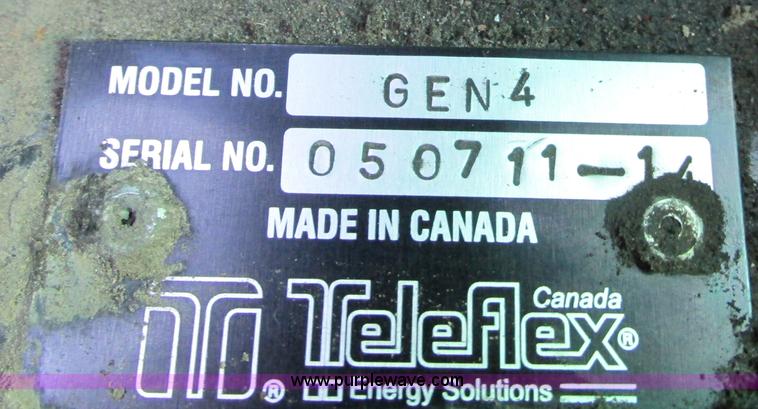 MODEL NO. GEN4
SERIAL NO. 050711-14
MADE IN CANADA
Teleflex® Canada
Energy Solutions
www.purplewave.com